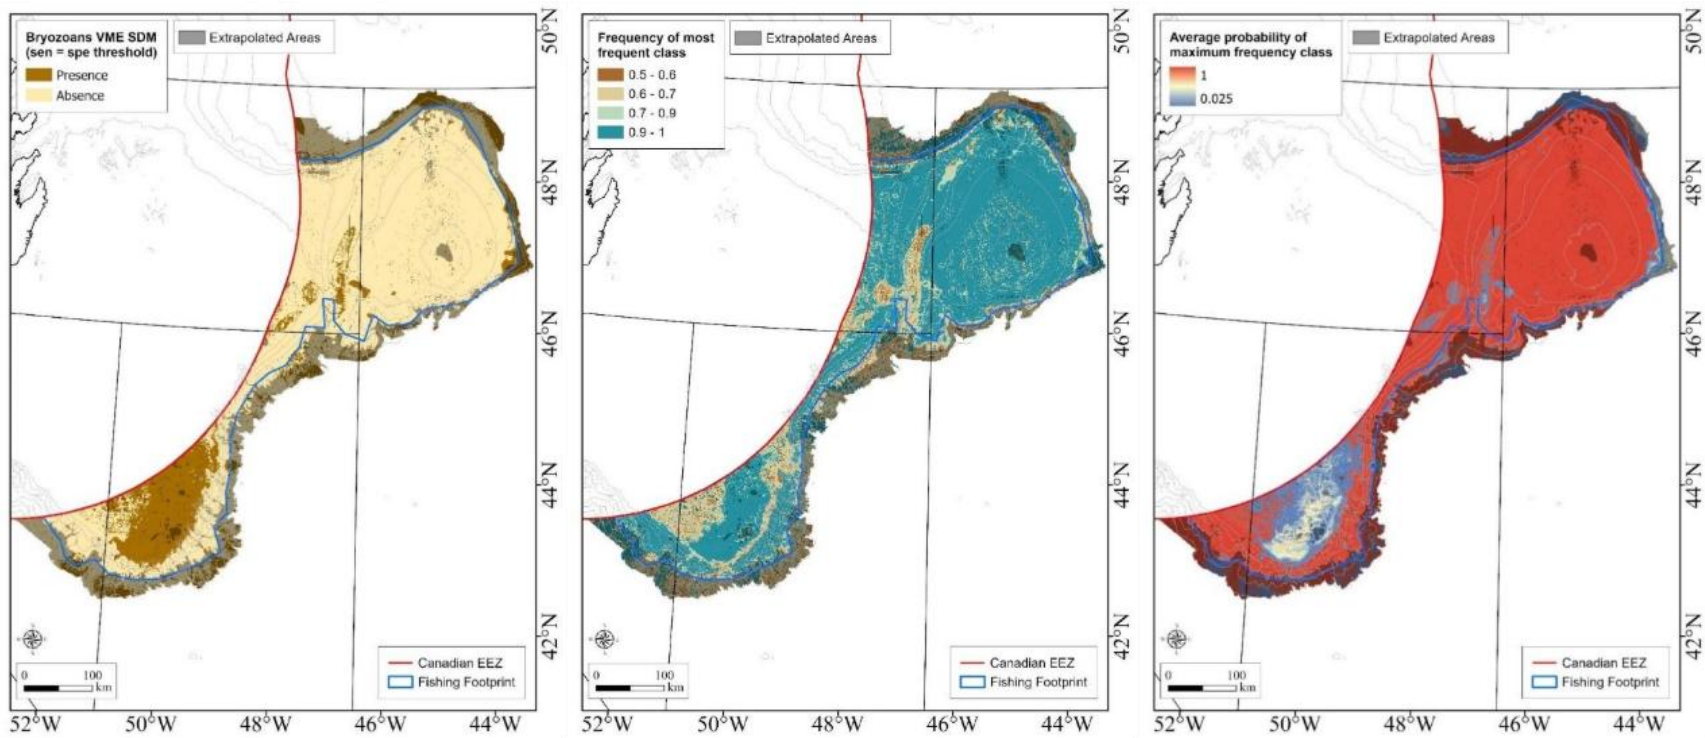 Bryozoans VME SDM
(sen = spe threshold)
Presence
Absence
Extrapolated Areas
50°N
48°N
46°N
44°N
42°N
Canadian EEZ
Fishing Footprint
0 100
km
52°W 50°W 48°W 46°W 44°W
Frequency of most
frequent class
0.5 - 0.6
0.6 - 0.7
0.7 - 0.9
0.9 - 1
Extrapolated Areas
50°N
48°N
46°N
44°N
42°N
Canadian EEZ
Fishing Footprint
0 100
km
52°W 50°W 48°W 46°W 44°W
Average probability of
maximum frequency class
1
0.025
Extrapolated Areas
50°N
48°N
46°N
44°N
42°N
Canadian EEZ
Fishing Footprint
0 100
km
52°W 50°W 48°W 46°W 44°W